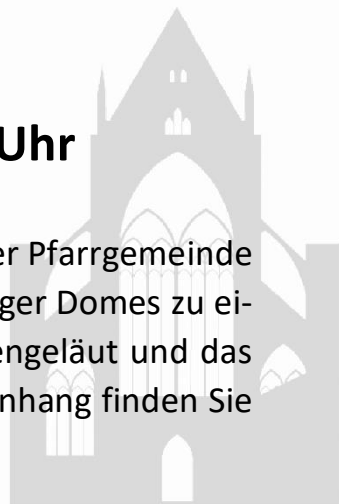 Uhr
er Pfarrgemeinde
ger Domes zu ei-
engeläut und das
nhang finden Sie